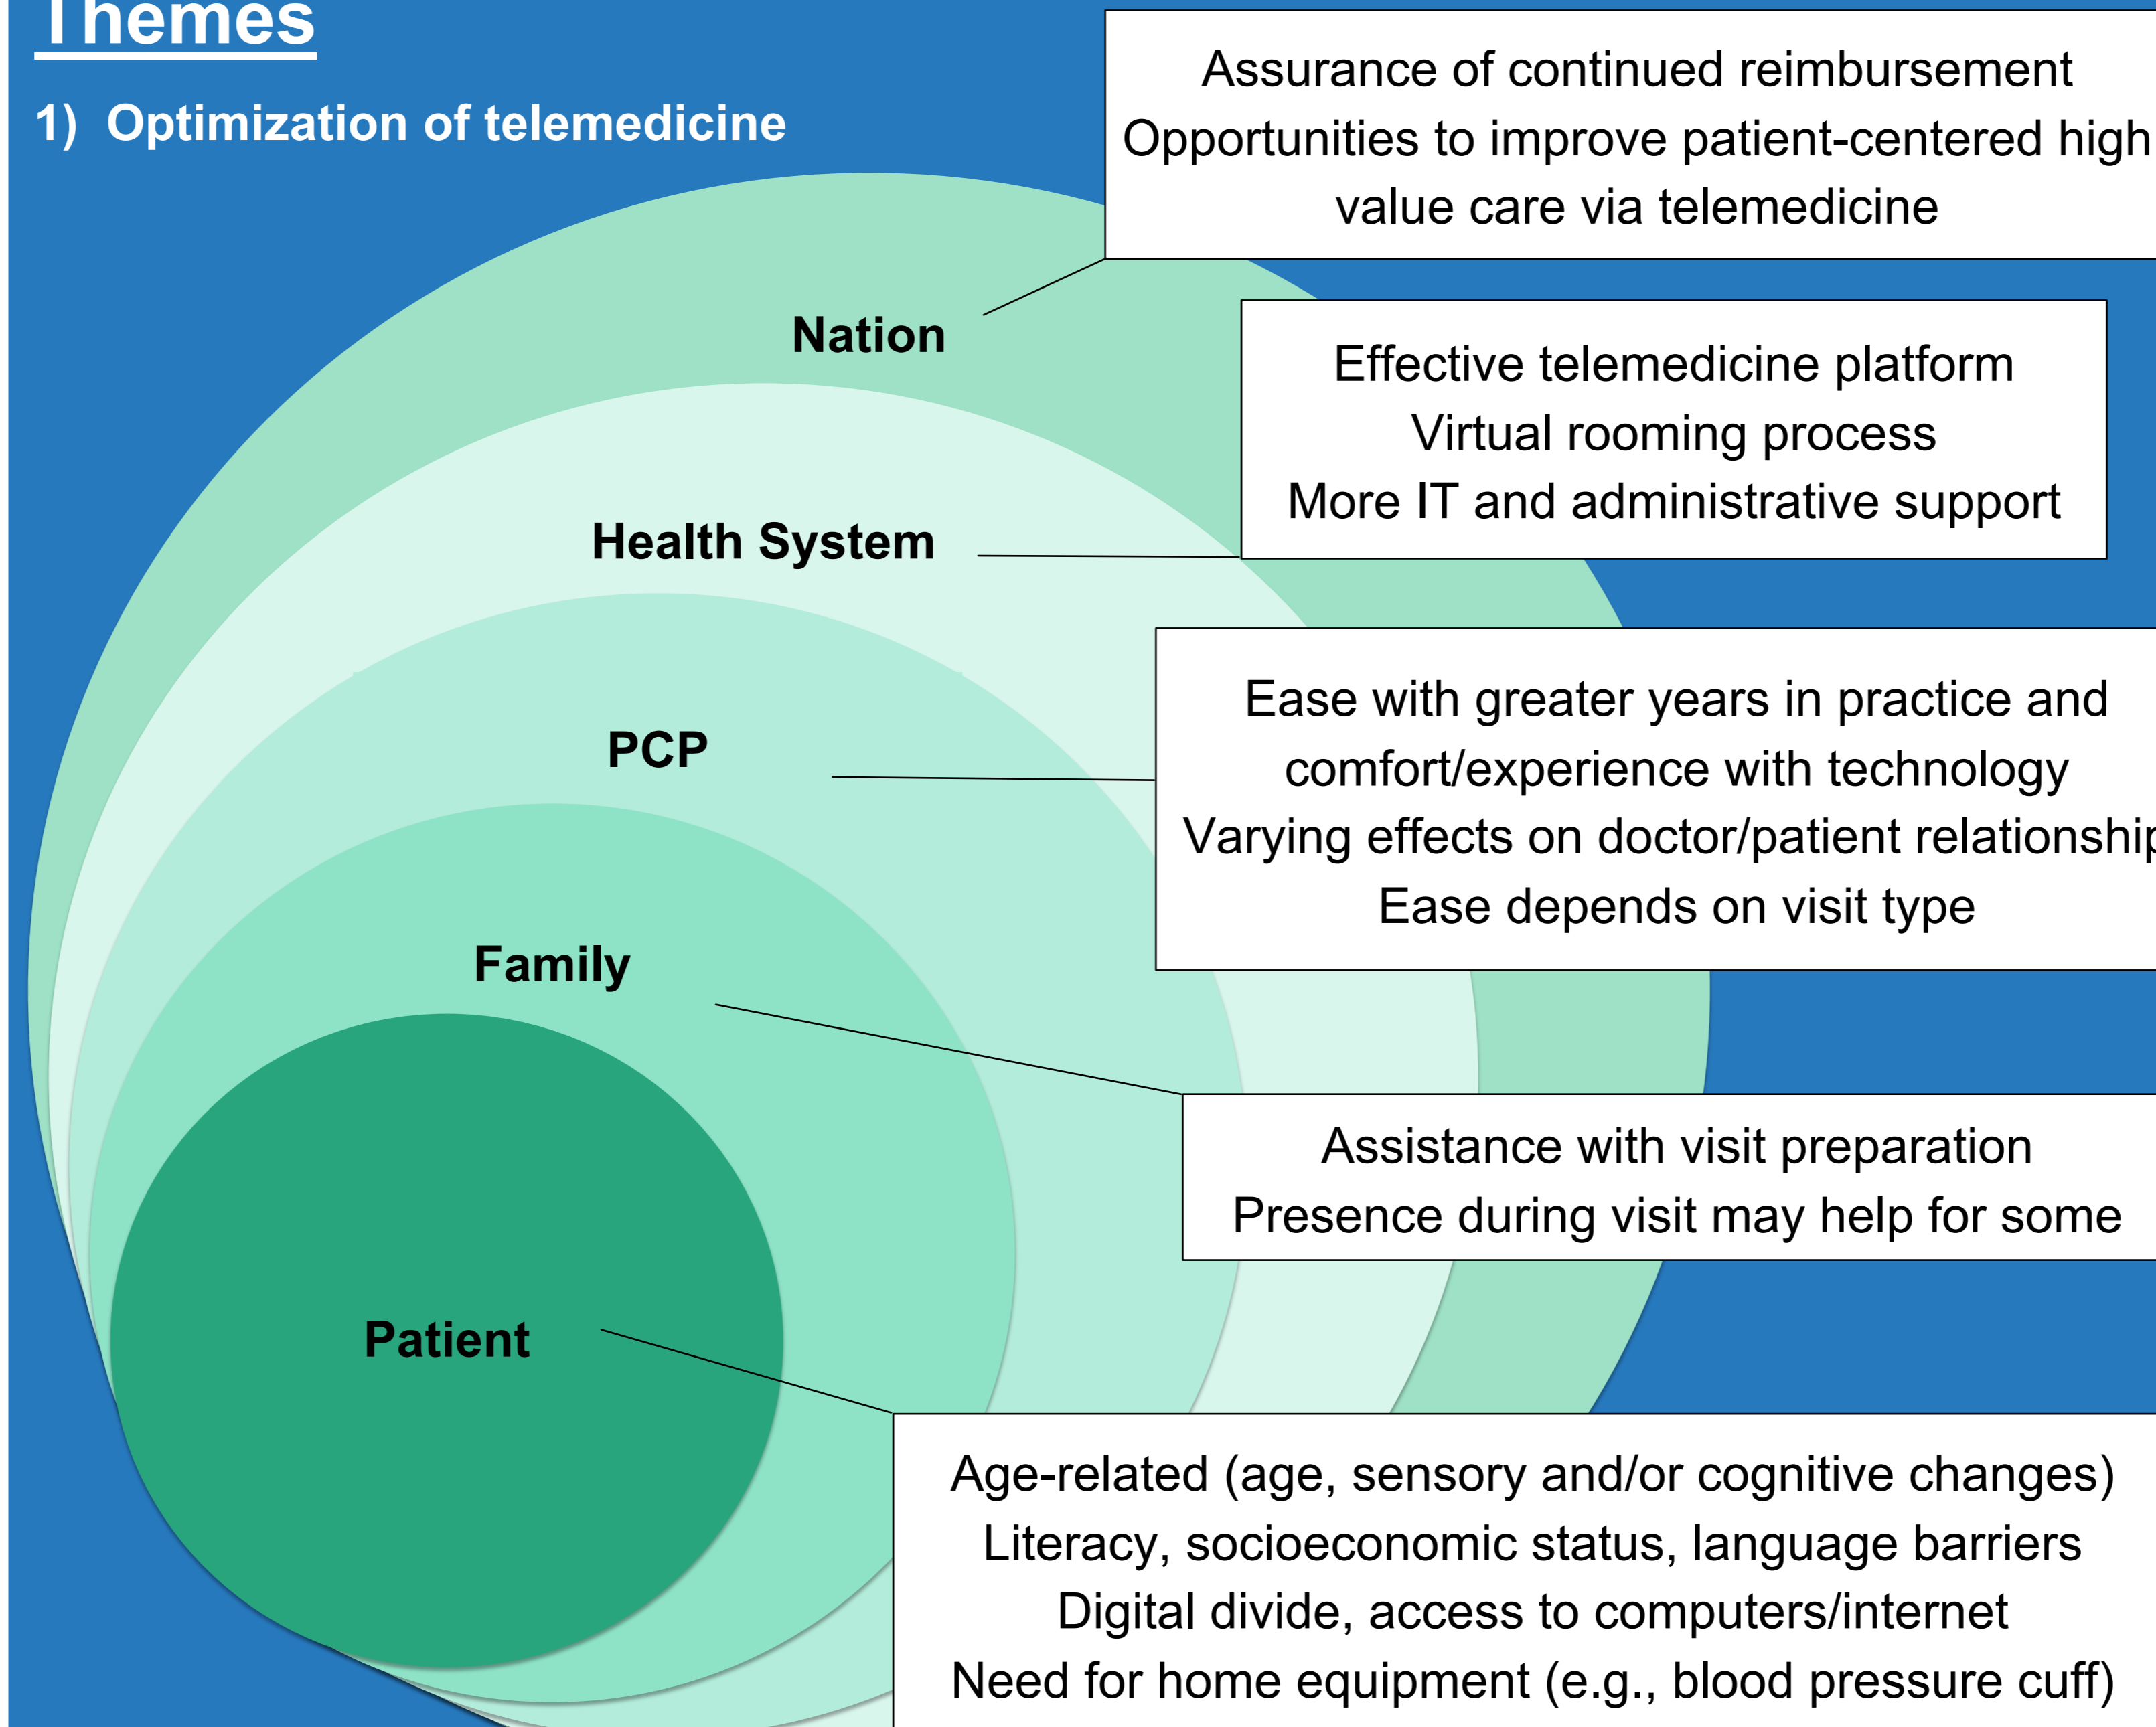 Themes
1) Optimization of telemedicine
Assurance of continued reimbursement
Opportunities to improve patient-centered high
value care via telemedicine
Nation
Effective telemedicine platform
Virtual rooming process
More IT and administrative support
Health System
Ease with greater years in practice and
comfort/experience with technology
Varying effects on doctor/patient relationship
Ease depends on visit type
PCP
Family
Assistance with visit preparation
Presence during visit may help for some
Patient
Age-related (age, sensory and/or cognitive changes)
Literacy, socioeconomic status, language barriers
Digital divide, access to computers/internet
Need for home equipment (e.g., blood pressure cuff)